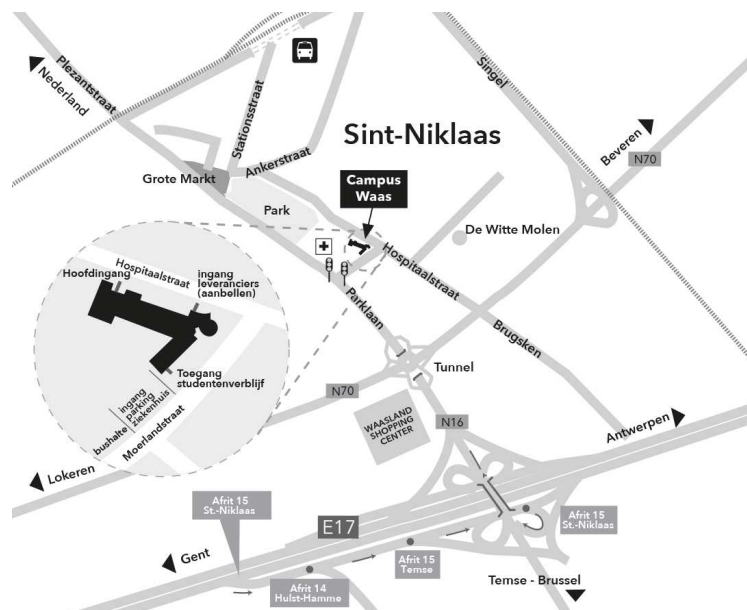 Plezantstraat
Nederland
Stationsstraat
Singel
Sint-Niklaas
Beveren
N70
Ankerstraat
Grote Markt
Campus
Waas
Park
De Witte Molen
Hospitaalstraat
Parklaan
Brugsken
Hospitaalstraat
Hoofdingang
ingang
leveranciers
(aanbellen)
Toegang
studentenverblijf
ingang
parking
ziekenhuis
bushalte
Moerlandstraat
Tunnel
N70
WAASLAND
SHOPPING
CENTER
N16
Antwerpen
Lokeren
Afrit 15
St.-Niklaas
E17
Afrit 15
St.-Niklaas
Gent
Afrit 15
Temse
Afrit 14
Hulst-Hamme
Temse - Brussel